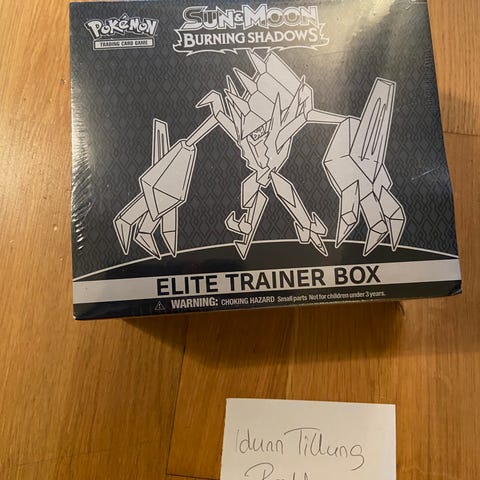 POKéMON
TRADING CARD GAME
SUN & MOON
BURNING SHADOWS
ELITE TRAINER BOX
⚠ WARNING: CHOKING HAZARD Small parts Not for children under 3 years.
Idunn Tillung